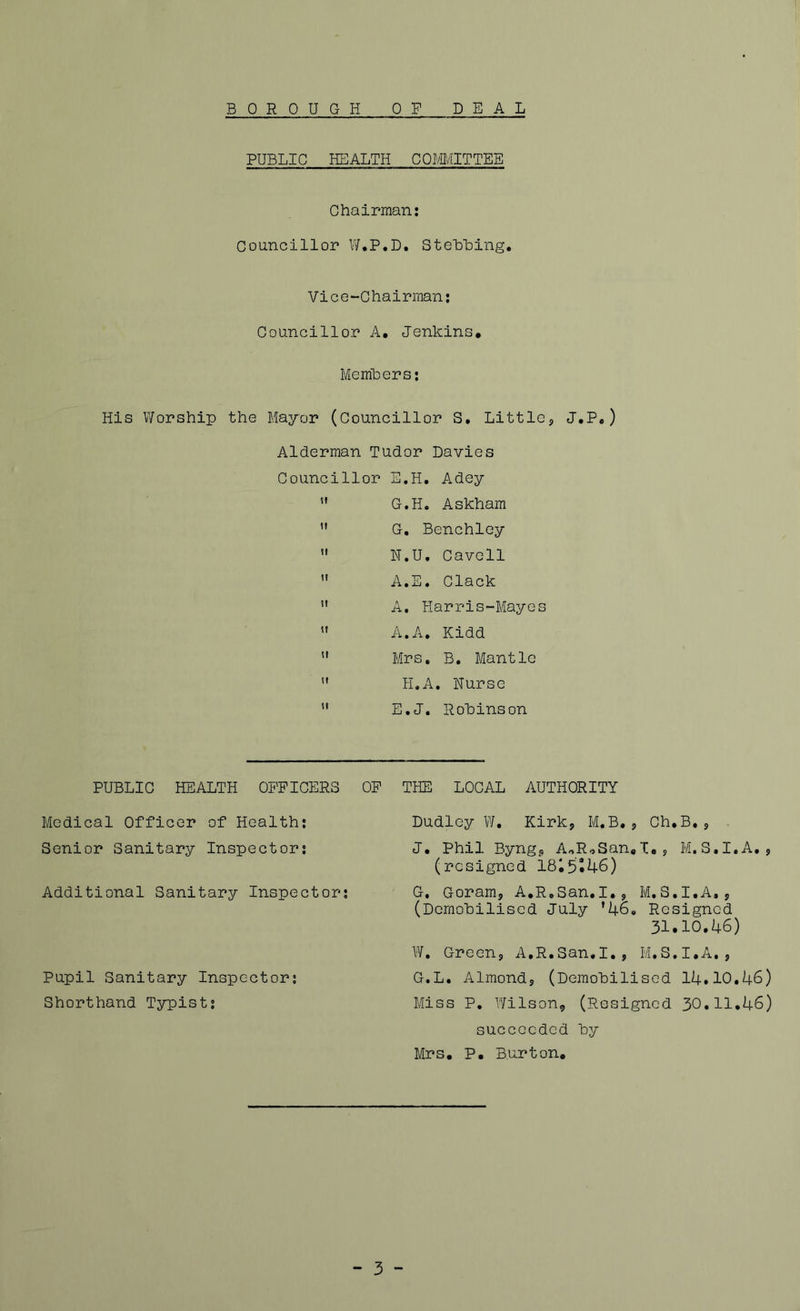 BOROUGH OF DEAL
PUBLIC HEALTH COMMITTEE
Chairman:
Councillor W.P.D. Stebbing.
Vice-Chairman:
Councillor A. Jenkins.
Members:
His Worship the Mayor (Councillor S. Little, J.P.)
Alderman Tudor Davies
Councillor E.H. Adey
" G.H. Askham
" G. Benchley
" N.U. Cavell
" A.E. Clack
" A. Harris-Mayes
" A.A. Kidd
" Mrs. B. Mantle
" H.A. Nurse
" E.J. Robinson
PUBLIC HEALTH OFFICERS OF THE LOCAL AUTHORITY
Medical Officer of Health: Dudley W. Kirk, M.B., Ch.B.,
Senior Sanitary Inspector: J. Phil Byng, A.R.San.I., M.S.I.A.,
(resigned 18:5:46)
Additional Sanitary Inspector: G. Goram, A.R.San.I., M.S.I.A.,
(Demobilised July '46. Resigned
31.10.46)
W. Green, A.R.San.I., M.S.I.A.,
Pupil Sanitary Inspector: G.L. Almond, (Demobilised 14.10.46)
Shorthand Typist: Miss P. Wilson, (Resigned 30.11.46)
succeeded by
Mrs. P. Burton.
- 3 -